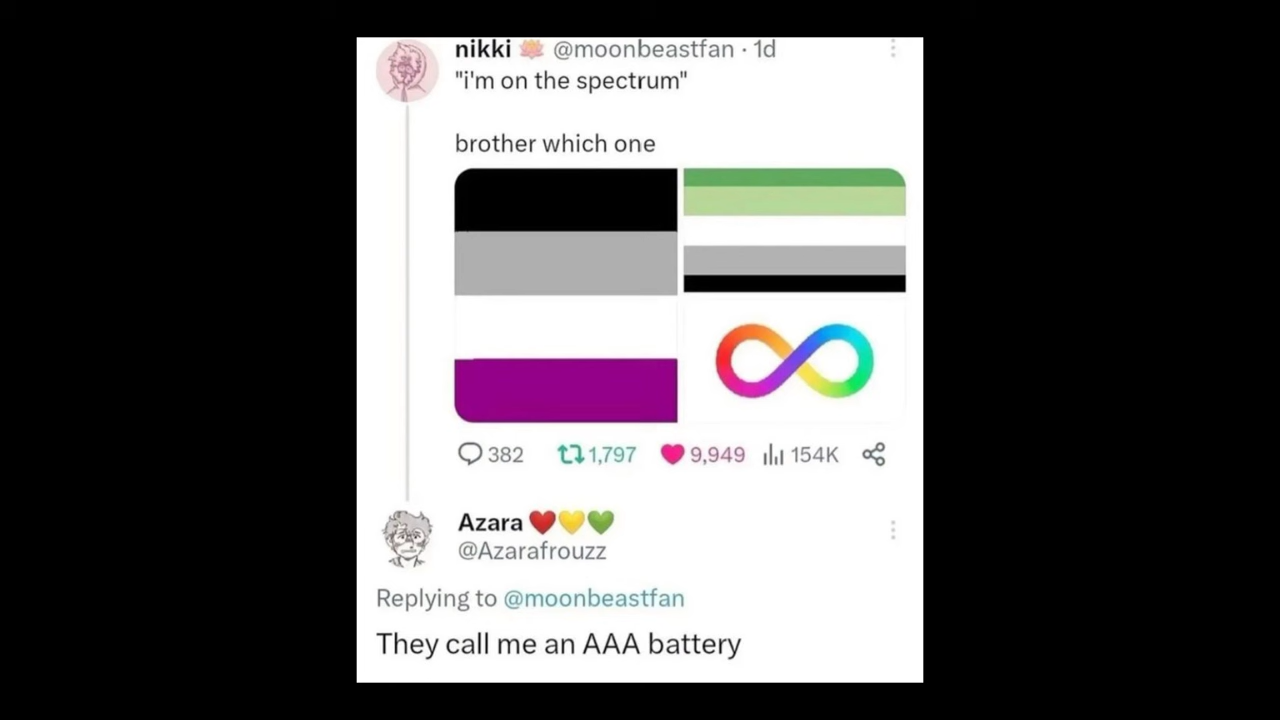 nikki 🪷 @moonbeastfan · 1d
"i'm on the spectrum"
brother which one
382 1,797 9,949 154K
Azara ❤️💛💚
@Azarafrouzz
Replying to @moonbeastfan
They call me an AAA battery